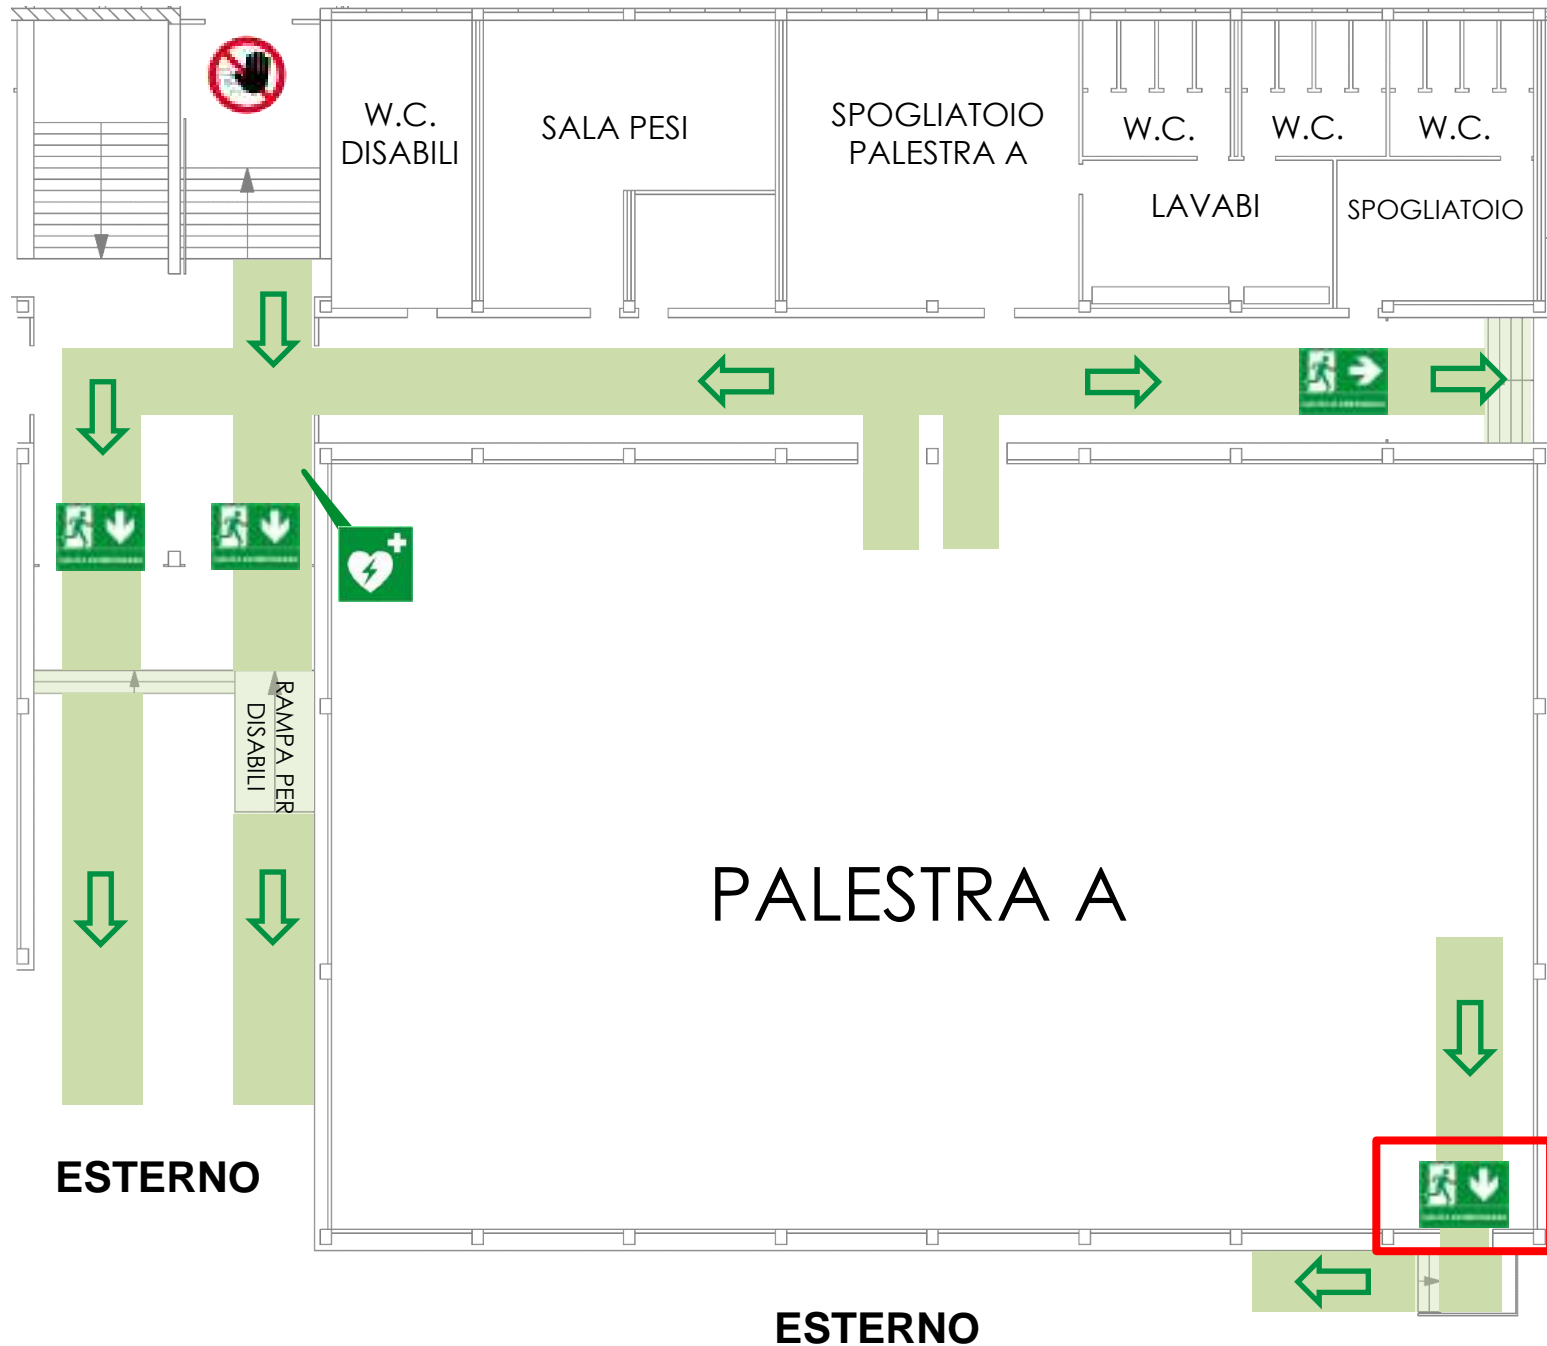 W.C.
DISABILI
SALA PESI
SPOGLIATOIO
PALESTRA A
W.C.
W.C.
W.C.
LAVABI
SPOGLIATOIO
RAMPA PER
DISABILI
PALESTRA A
ESTERNO
ESTERNO